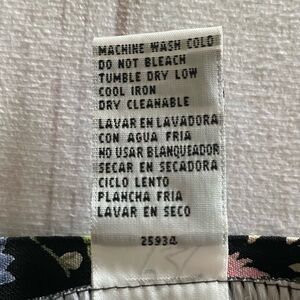 MACHINE WASH COLD
DO NOT BLEACH
TUMBLE DRY LOW
COOL IRON
DRY CLEANABLE
LAVAR EN LAVADORA
CON AGUA FRIA
NO USAR BLANQUEADOR
SECAR EN SECADORA
CICLO LENTO
PLANCHA FRIA
LAVAR EN SECO
25934